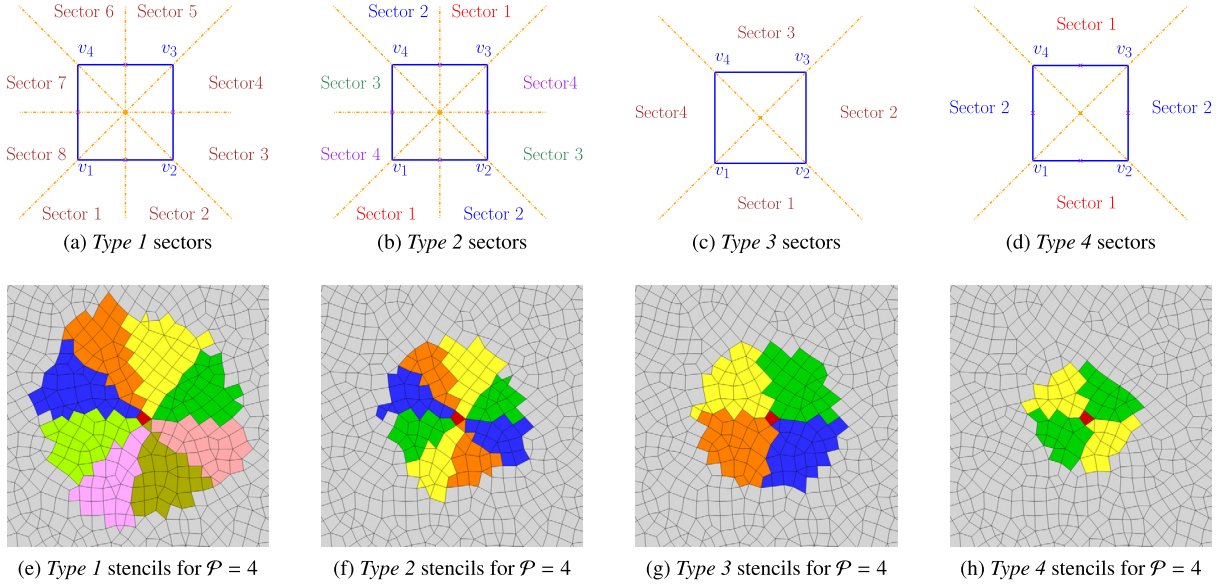 Sector 6 Sector 5
v4 v3
Sector 7 Sector4
Sector 8 Sector 3
v1 v2
Sector 1 Sector 2
(a) Type 1 sectors
Sector 2 Sector 1
v4 v3
Sector 3 Sector4
Sector 4 Sector 3
v1 v2
Sector 1 Sector 2
(b) Type 2 sectors
Sector 3
v4 v3
Sector4 Sector 2
v1 v2
Sector 1
(c) Type 3 sectors
Sector 1
v4 v3
Sector 2 Sector 2
v1 v2
Sector 1
(d) Type 4 sectors
(e) Type 1 stencils for 𝒫 = 4
(f) Type 2 stencils for 𝒫 = 4
(g) Type 3 stencils for 𝒫 = 4
(h) Type 4 stencils for 𝒫 = 4